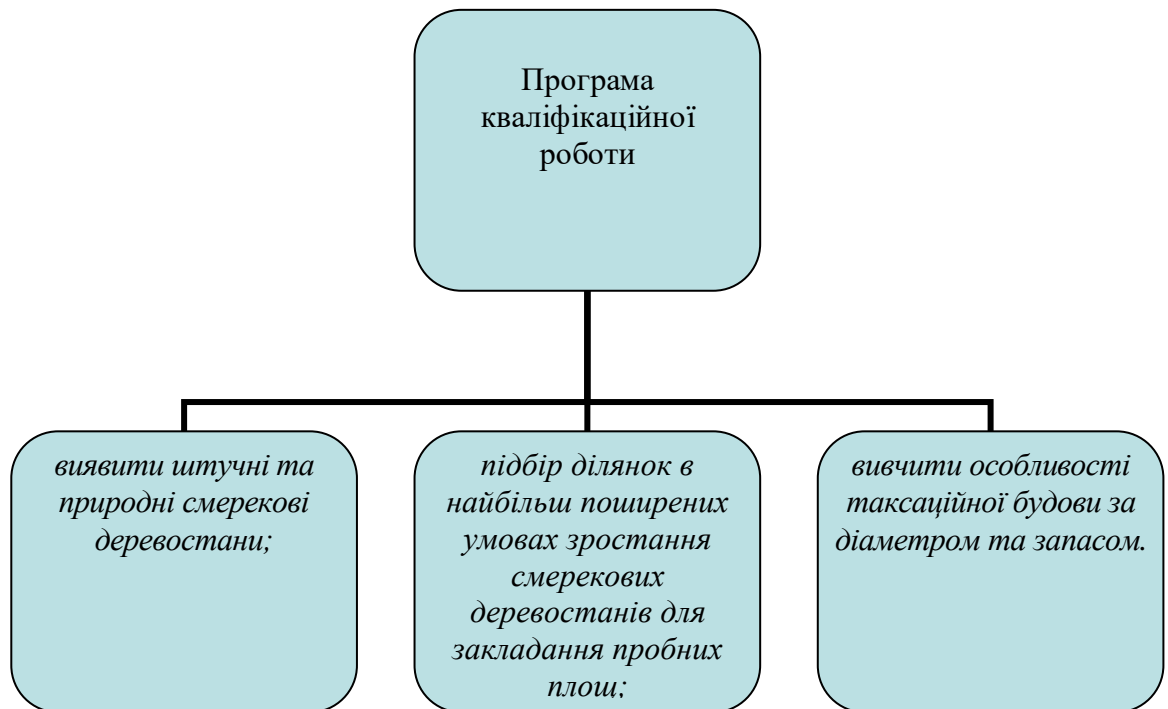 Програма
кваліфікаційної
роботи
виявити штучні та
природні смерекові
деревостани;
підбір ділянок в
найбільш поширених
умовах зростання
смерекових
деревостанів для
закладання пробних
площ;
вивчити особливості
таксаційної будови за
діаметром та запасом.